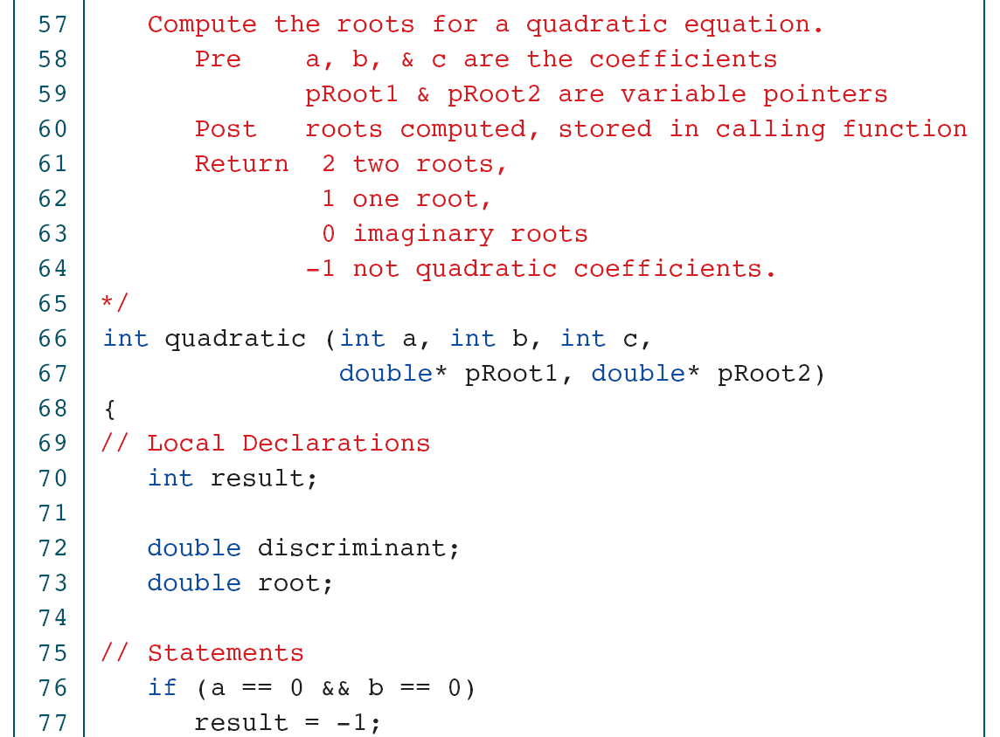 57    Compute the roots for a quadratic equation.
58       Pre    a, b, & c are the coefficients
59              pRoot1 & pRoot2 are variable pointers
60       Post   roots computed, stored in calling function
61       Return  2 two roots,
62               1 one root,
63               0 imaginary roots
64              -1 not quadratic coefficients.
65 */
66 int quadratic (int a, int b, int c,
67                double* pRoot1, double* pRoot2)
68 {
69 // Local Declarations
70    int result;
71
72    double discriminant;
73    double root;
74
75 // Statements
76    if (a == 0 && b == 0)
77       result = -1;